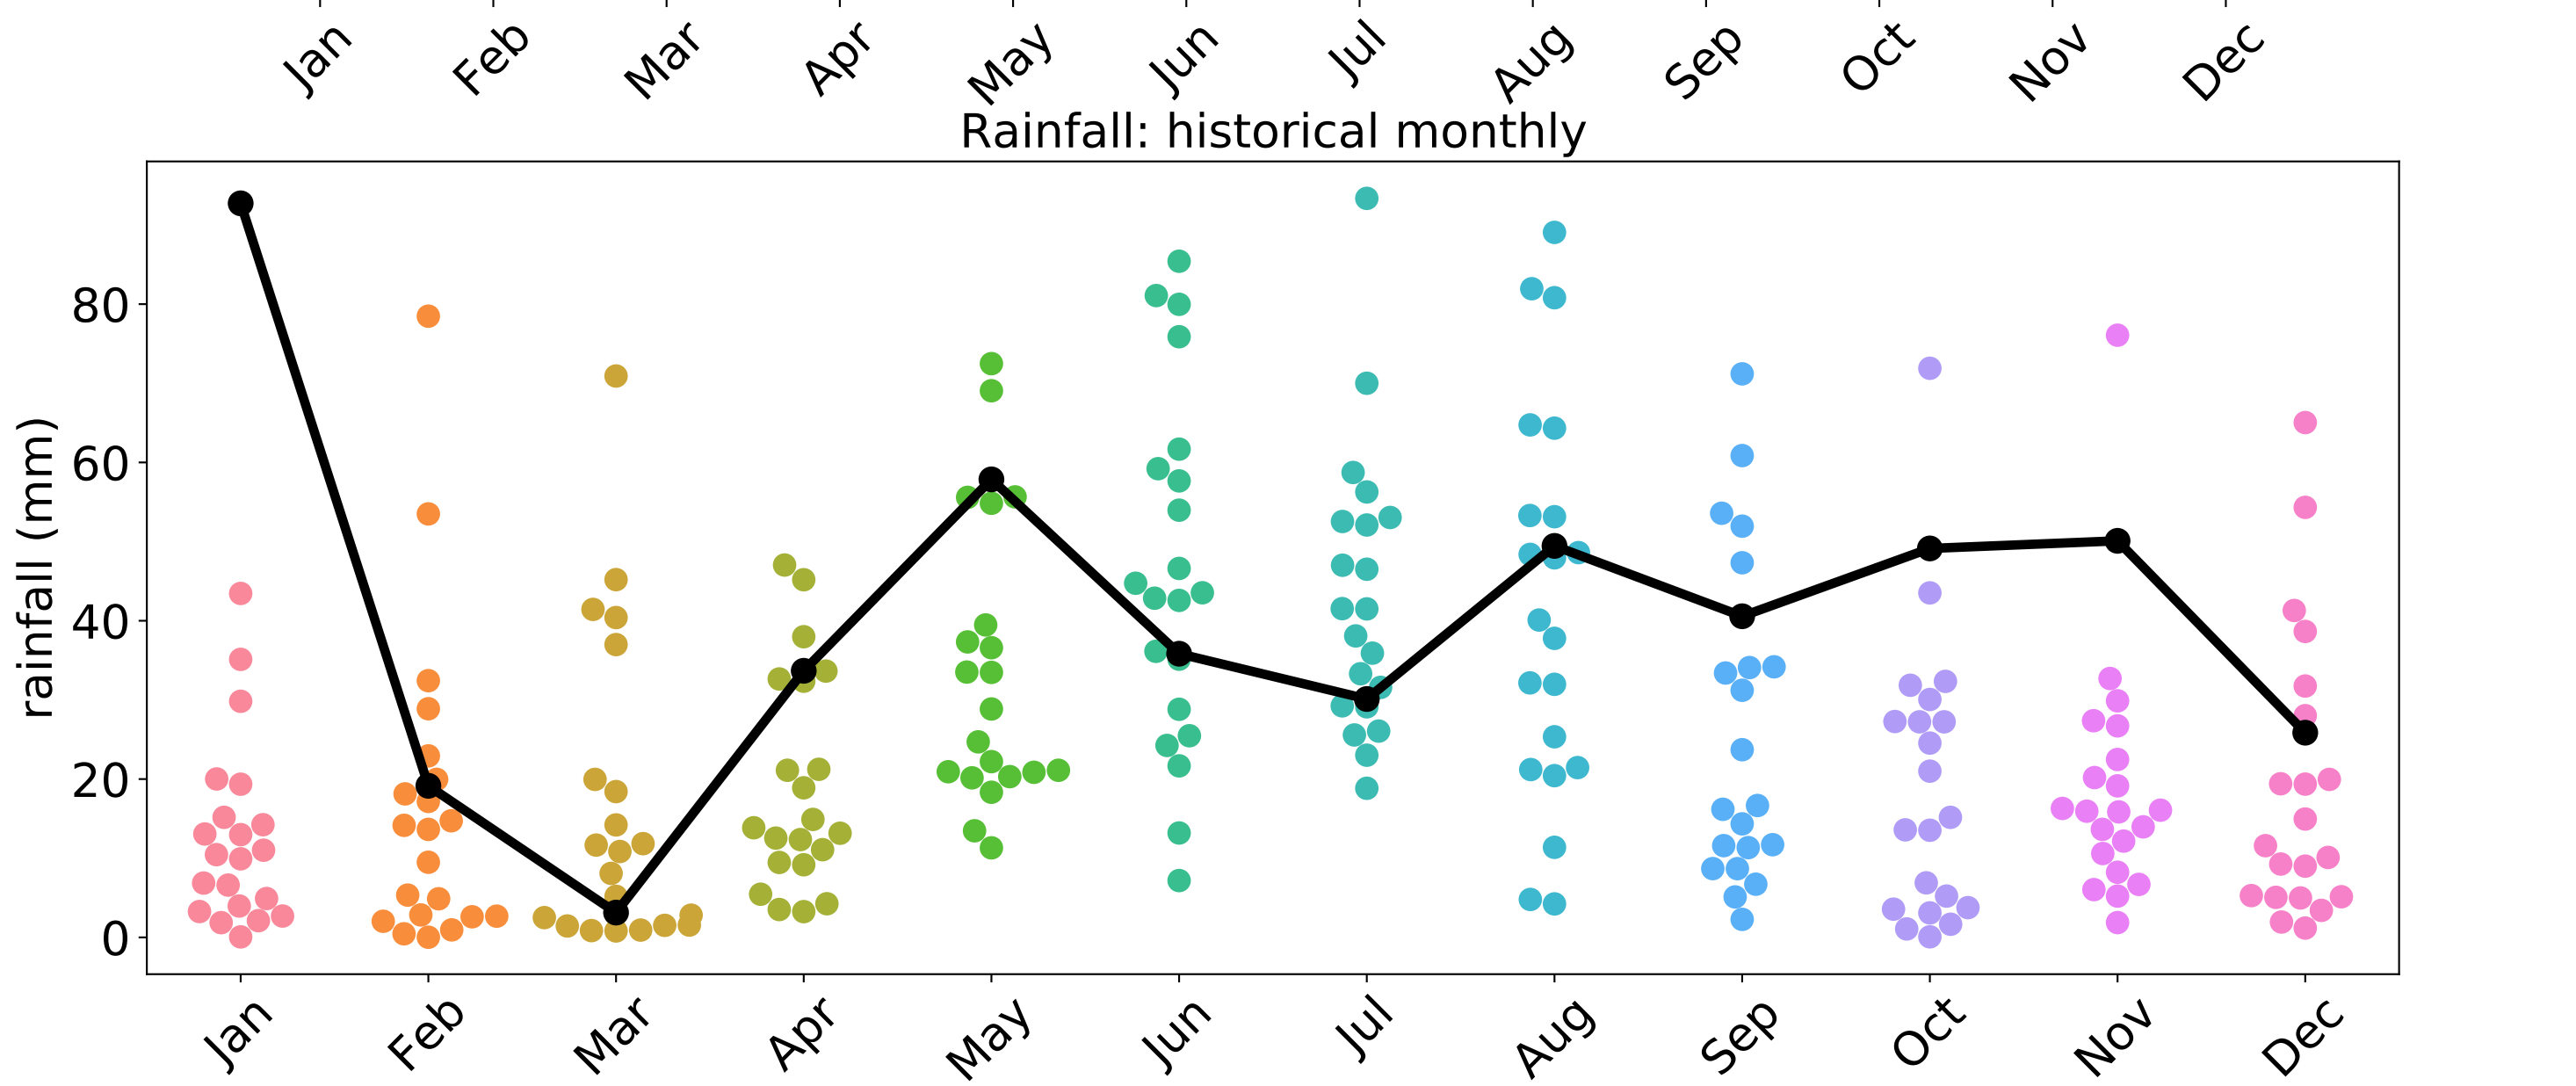 Jan Feb Mar Apr May Jun Jul Aug Sep Oct Nov Dec
Rainfall: historical monthly
rainfall (mm)
80
60
40
20
0
Jan Feb Mar Apr May Jun Jul Aug Sep Oct Nov Dec